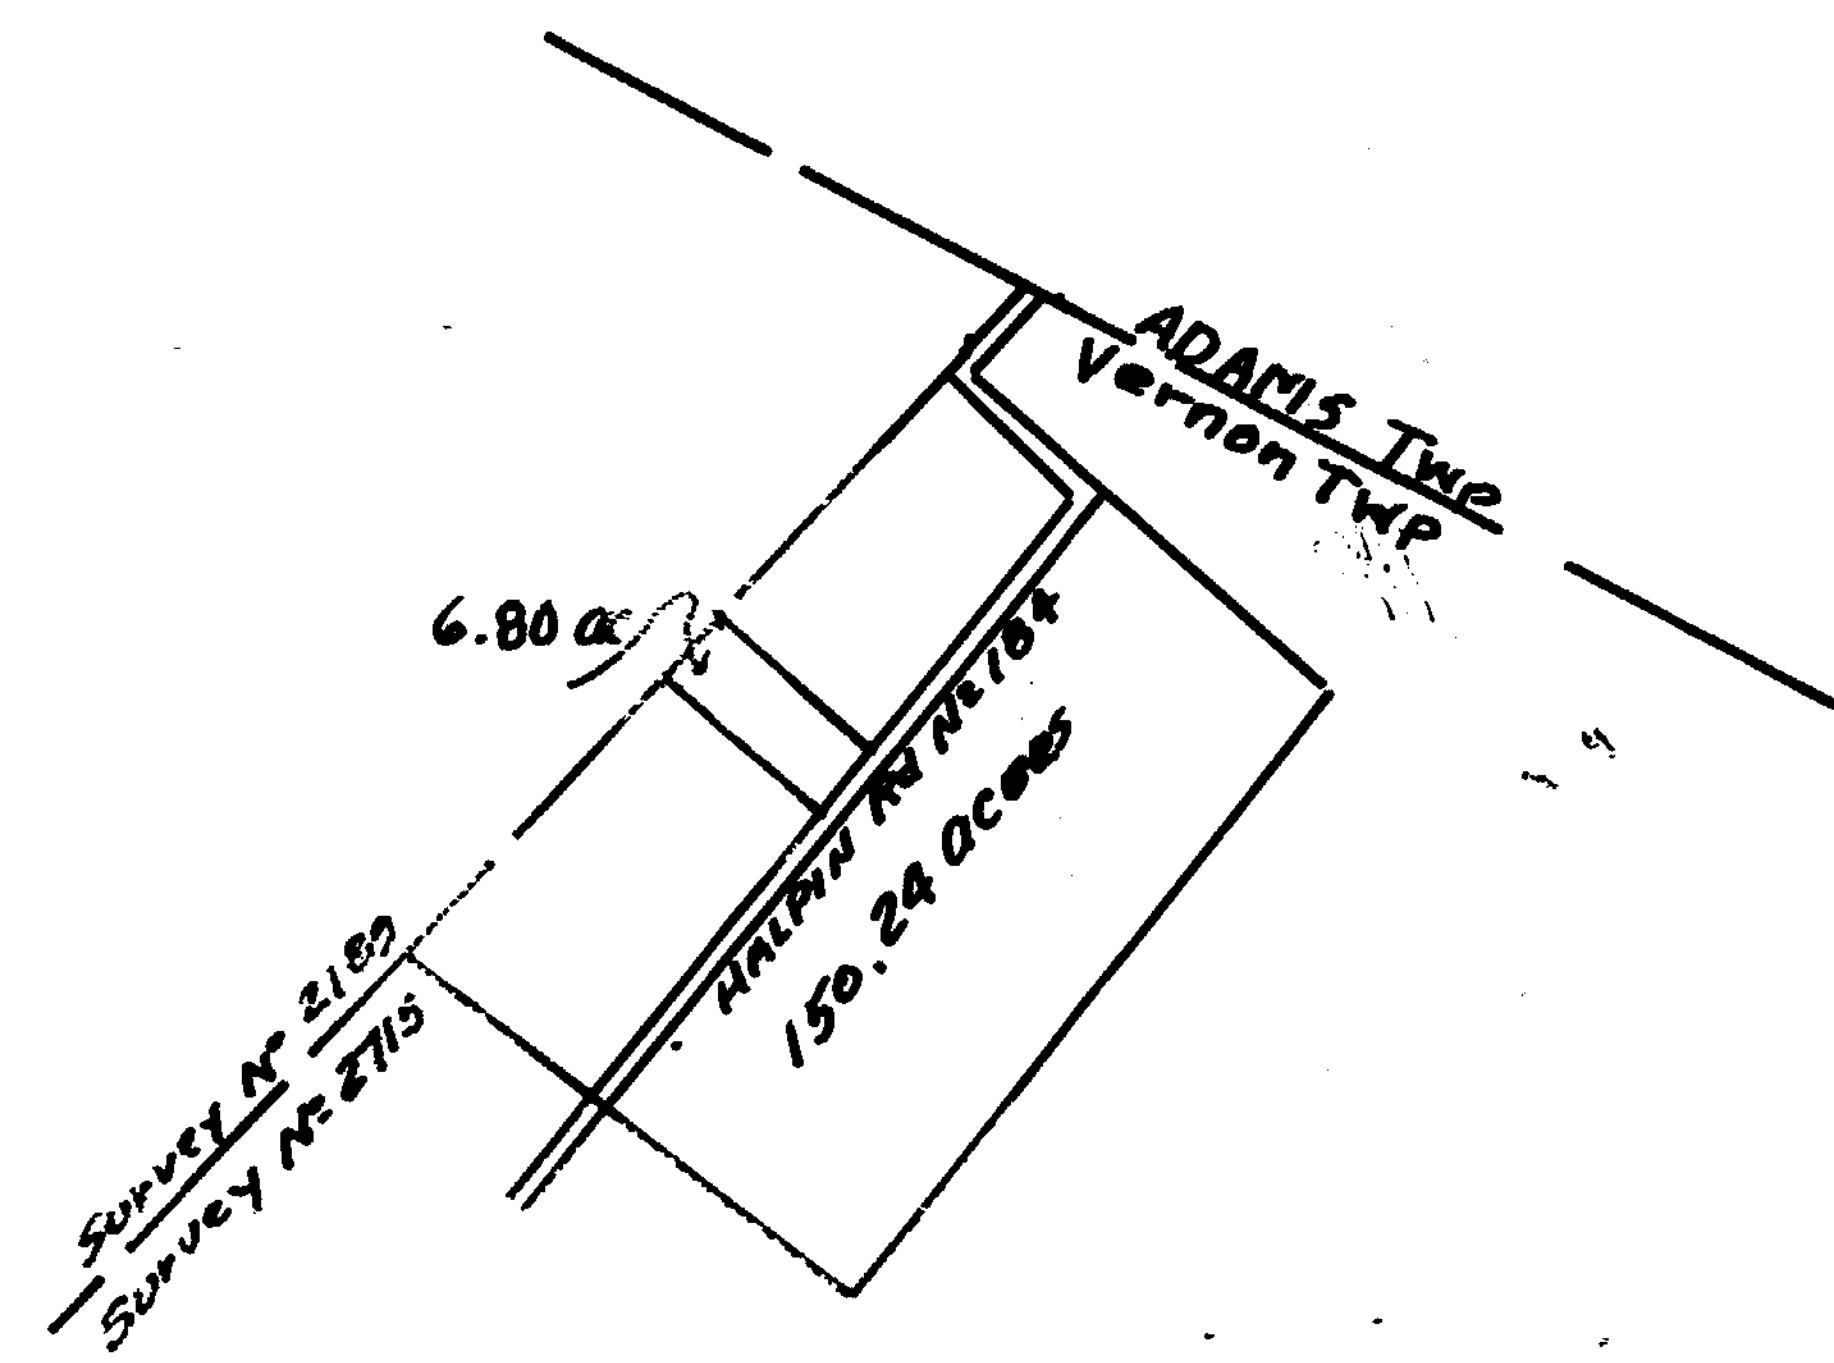 ADAMS Twp
Vernon TWP
6.80 ac
HALPIN Rd No 184
150.24 acres
Survey No 2189
Survey No 2715